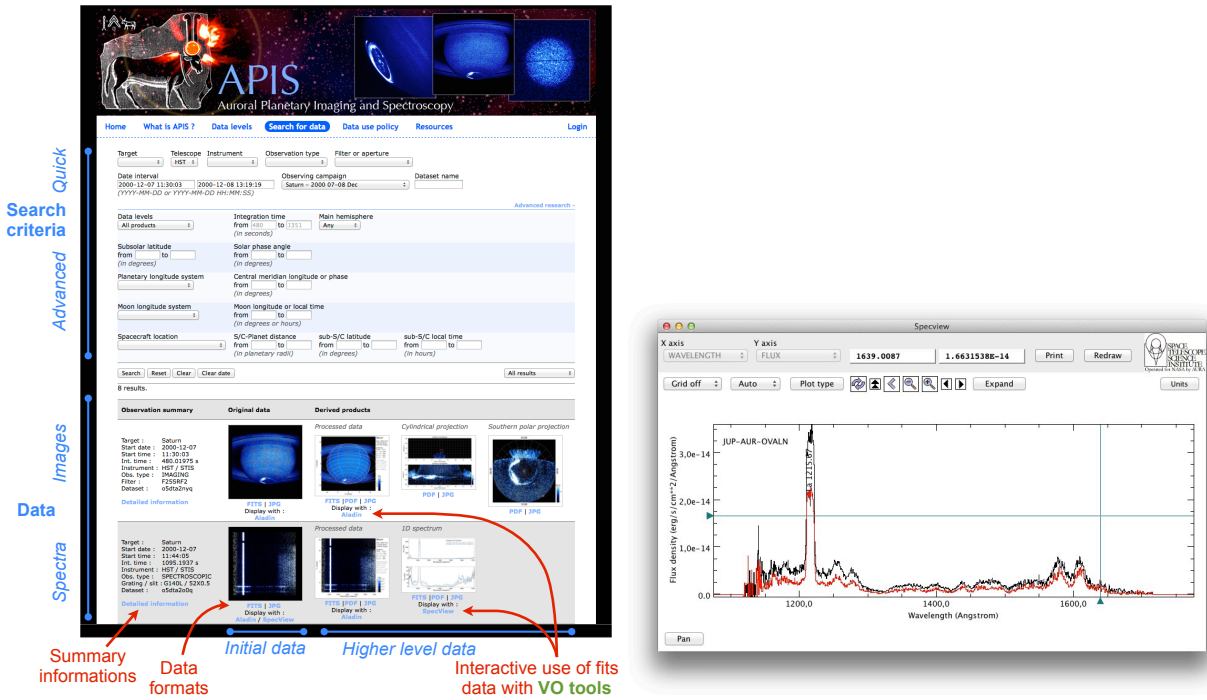 APIS
Auroral Planetary Imaging and Spectroscopy
Home What is APIS ? Data levels Search for data Data use policy Resources Login
Quick
Search criteria
Advanced
Target Telescope Instrument Observation type Filter or aperture
HST
Date interval Observing campaign Dataset name
2000-12-07 11:30:03 2000-12-08 13:19:19 Saturn – 2000 07-08 Dec
(YYYY-MM-DD or YYYY-MM-DD HH:MM:SS)
Advanced research -
Data levels Integration time Main hemisphere
All products from 480 to 1351 Any
(in seconds)
Subsolar latitude Solar phase angle
from to from to
(in degrees) (in degrees)
Planetary longitude system Central meridian longitude or phase
from to
(in degrees)
Moon longitude system Moon longitude or local time
from to
(in degrees or hours)
Spacecraft location S/C-Planet distance sub-S/C latitude sub-S/C local time
from to from to from to
(in planetary radii) (in degrees) (in hours)
Search Reset Clear Clear date All results
8 results.
Data
Images
Spectra
Observation summary Original data Derived products
Processed data Cylindrical projection Southern polar projection
Target : Saturn
Start date : 2000-12-07
Start time : 11:30:03
Int. time : 480.01975 s
Instrument : HST / STIS
Obs. type : IMAGING
Filter : F25SRF2
Dataset : o5dta2nyq
Detailed information
FITS | JPG
Display with :
Aladin
FITS |PDF | JPG
Display with :
Aladin
PDF | JPG
PDF | JPG
Processed data 1D spectrum
Target : Saturn
Start date : 2000-12-07
Start time : 11:44:05
Int. time : 1095.1937 s
Instrument : HST / STIS
Obs. type : SPECTROSCOPIC
Grating / slit : G140L / 52X0.5
Dataset : o5dta2o0q
Detailed information
FITS | JPG
Display with :
Aladin / SpecView
FITS |PDF | JPG
Display with :
Aladin
FITS |PDF | JPG
Display with :
SpecView
Initial data Higher level data
Summary informations
Data formats
Interactive use of fits
data with VO tools
Specview
X axis Y axis
WAVELENGTH FLUX 1639.0087 1.6631538E-14 Print Redraw
SPACE
TELESCOPE
SCIENCE
INSTITUTE
Operated for NASA by AURA
Grid off Auto Plot type Expand Units
JUP-AUR-OVALN
La 1215.67
Flux density (erg/s/cm**2/Angstrom)
3,0e-14
2,0e-14
1,0e-14
0.0
1200,0 1400,0 1600,0
Wavelength (Angstrom)
Pan